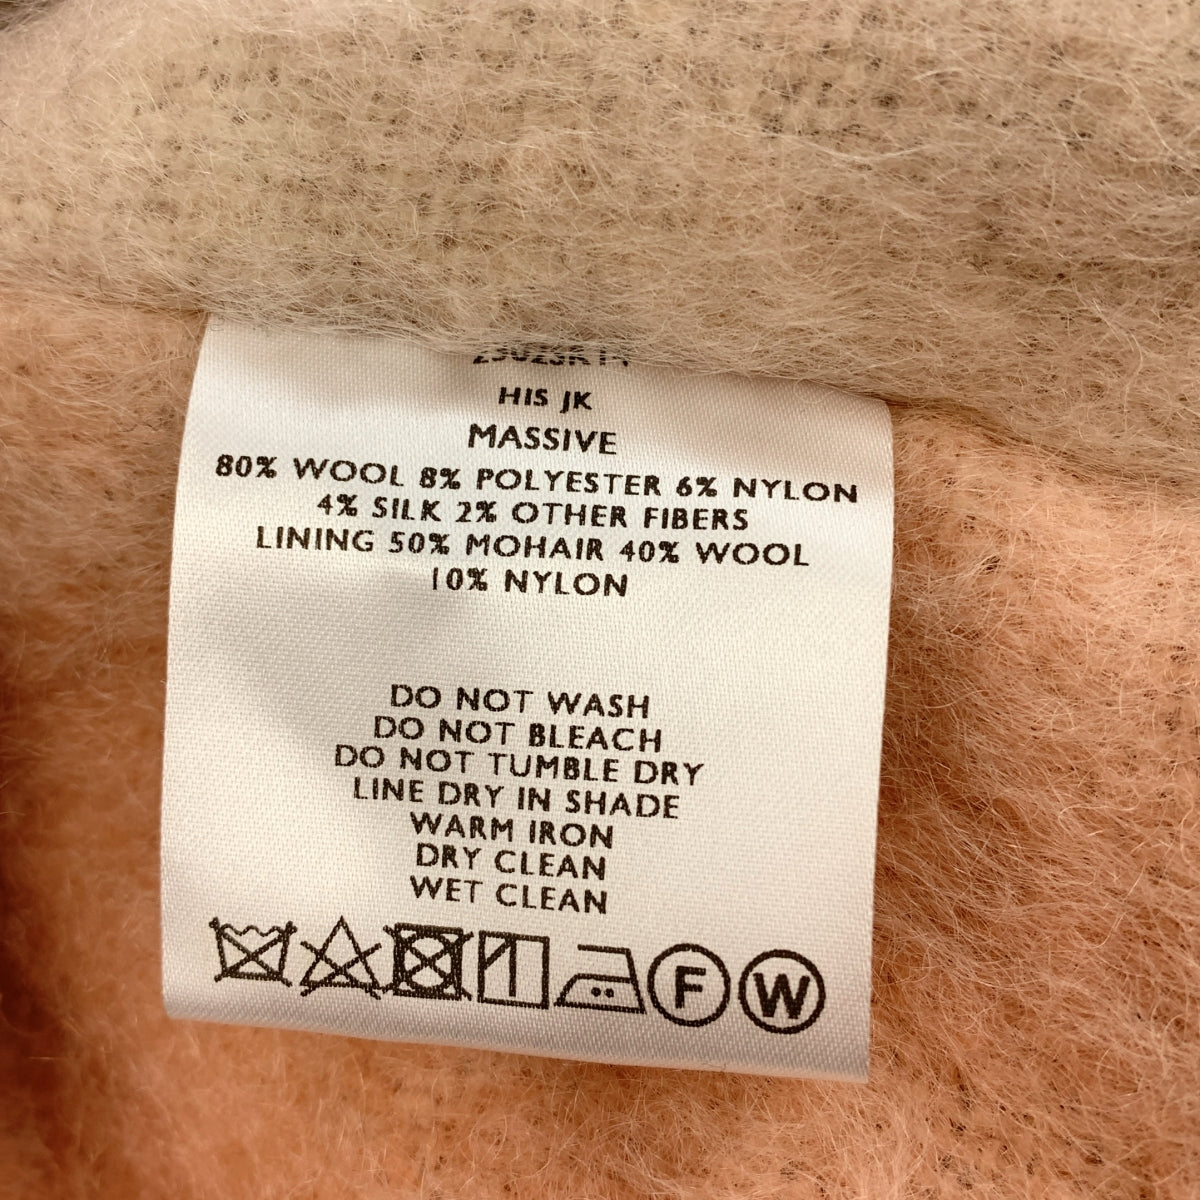 HIS JK
MASSIVE
80% WOOL 8% POLYESTER 6% NYLON
4% SILK 2% OTHER FIBERS
LINING 50% MOHAIR 40% WOOL
10% NYLON
DO NOT WASH
DO NOT BLEACH
DO NOT TUMBLE DRY
LINE DRY IN SHADE
WARM IRON
DRY CLEAN
WET CLEAN
F W